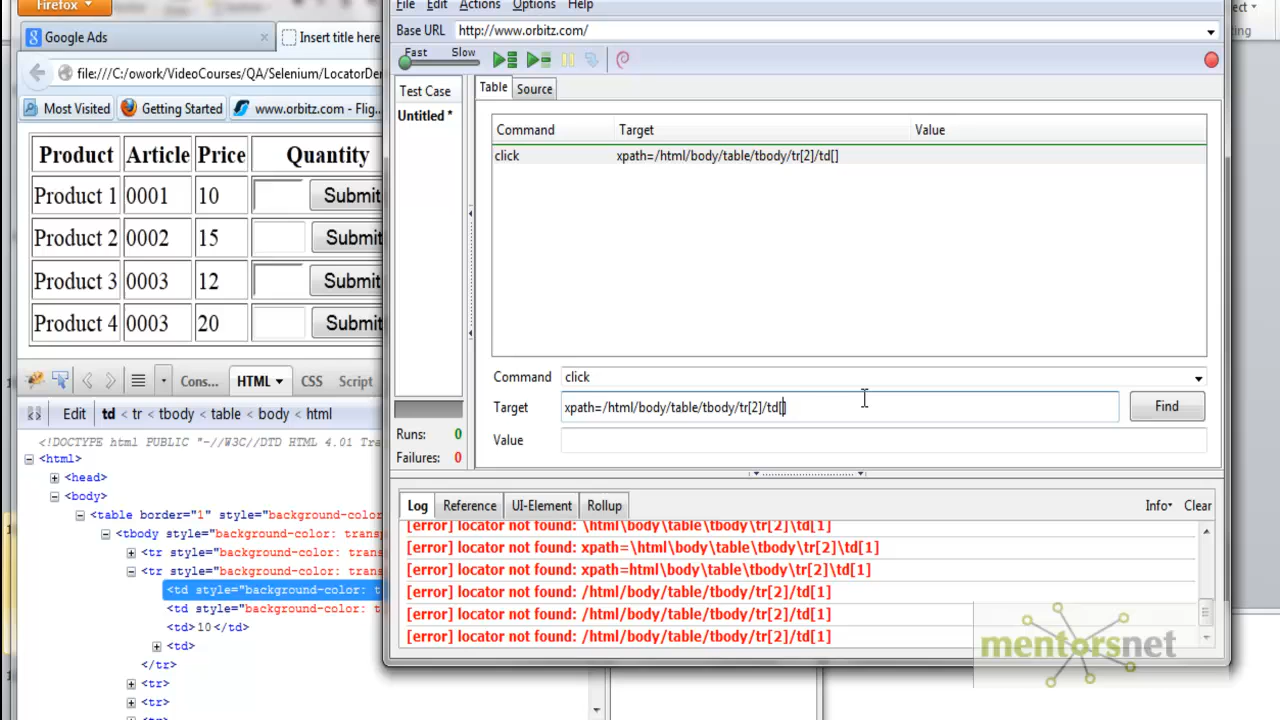 Firefox
Google Ads
Insert title here
file:///C:/owork/VideoCourses/QA/Selenium/LocatorDe
Most Visited
Getting Started
www.orbitz.com - Flig...
Product Article Price Quantity
Product 1 0001 10 Submit
Product 2 0002 15 Submit
Product 3 0003 12 Submit
Product 4 0003 20 Submit
Cons... HTML CSS Script
Edit td < tr < tbody < table < body < html
<!DOCTYPE html PUBLIC "-//W3C//DTD HTML 4.01 Tra
<html>
<head>
<body>
<table border="1" style="background-color:
<tbody style="background-color: transp
<tr style="background-color: trans
<tr style="background-color: trans
<td style="background-color: t
<td style="background-color: t
<td>10</td>
<td>
</tr>
<tr>
<tr>
File Edit Actions Options Help
Base URL http://www.orbitz.com/
Fast Slow
Test Case
Untitled *
Table Source
Command Target Value
click xpath=/html/body/table/tbody/tr[2]/td[]
Command click
Target xpath=/html/body/table/tbody/tr[2]/td[] Find
Value
Runs: 0
Failures: 0
Log Reference UI-Element Rollup Info Clear
[error] locator not found: \html\body\table\tbody\tr[2]\td[1]
[error] locator not found: xpath=\html\body\table\tbody\tr[2]\td[1]
[error] locator not found: xpath=html\body\table\tbody\tr[2]\td[1]
[error] locator not found: /html/body/table/tbody/tr[2]/td[1]
[error] locator not found: /html/body/table/tbody/tr[2]/td[1]
[error] locator not found: /html/body/table/tbody/tr[2]/td[1]
mentorsnet